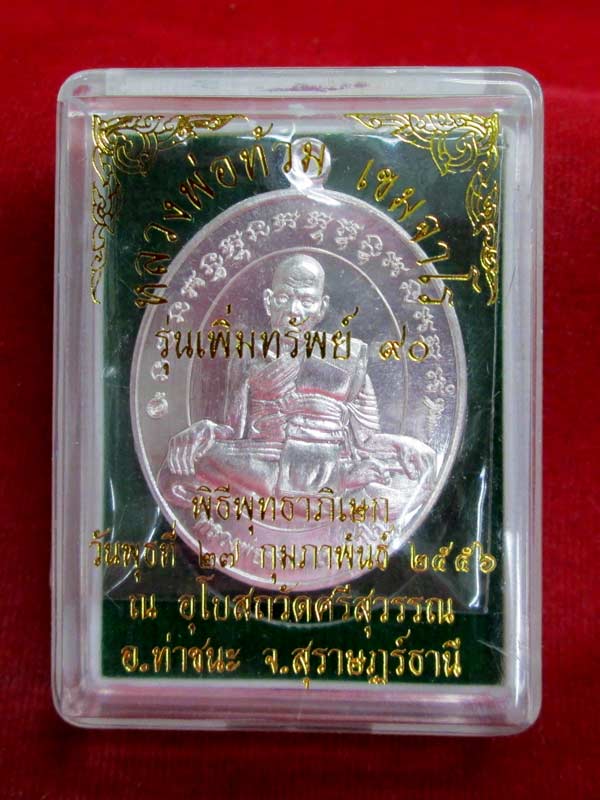 หลวงพ่อท้วม เขมจาโร
รุ่นเพิ่มทรัพย์ ๙๐
พิธีพุทธาภิเษก
วันพุธที่ ๒๗ กุมภาพันธ์ ๒๕๕๖
ณ อุโบสถวัดศรีสุวรรณ
อ.ท่าชนะ จ.สุราษฎร์ธานี